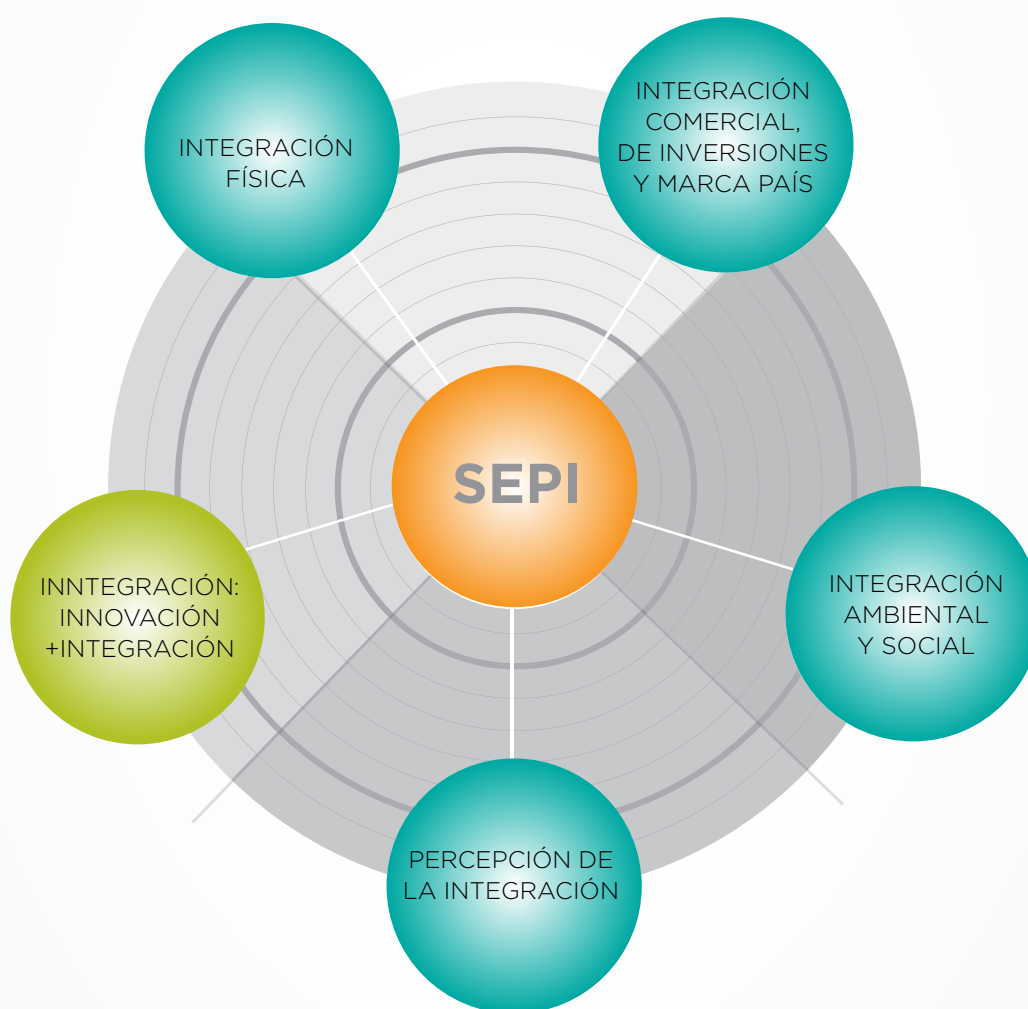 INTEGRACIÓN
FÍSICA
INTEGRACIÓN
COMERCIAL,
DE INVERSIONES
Y MARCA PAÍS
SEPI
INNTEGRACIÓN:
INNOVACIÓN
+INTEGRACIÓN
INTEGRACIÓN
AMBIENTAL
Y SOCIAL
PERCEPCIÓN DE
LA INTEGRACIÓN